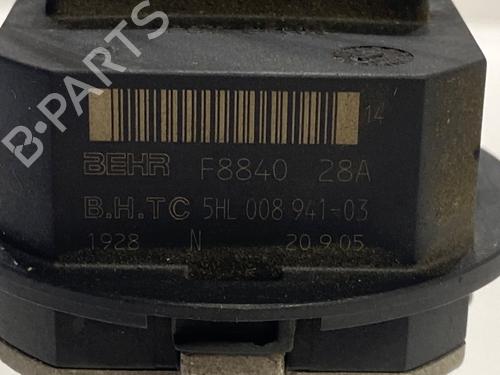 14
BEHR F8840 28A
B.H.T C 5HL 008 941-03
1928 N 20.9.05
B-PARTS